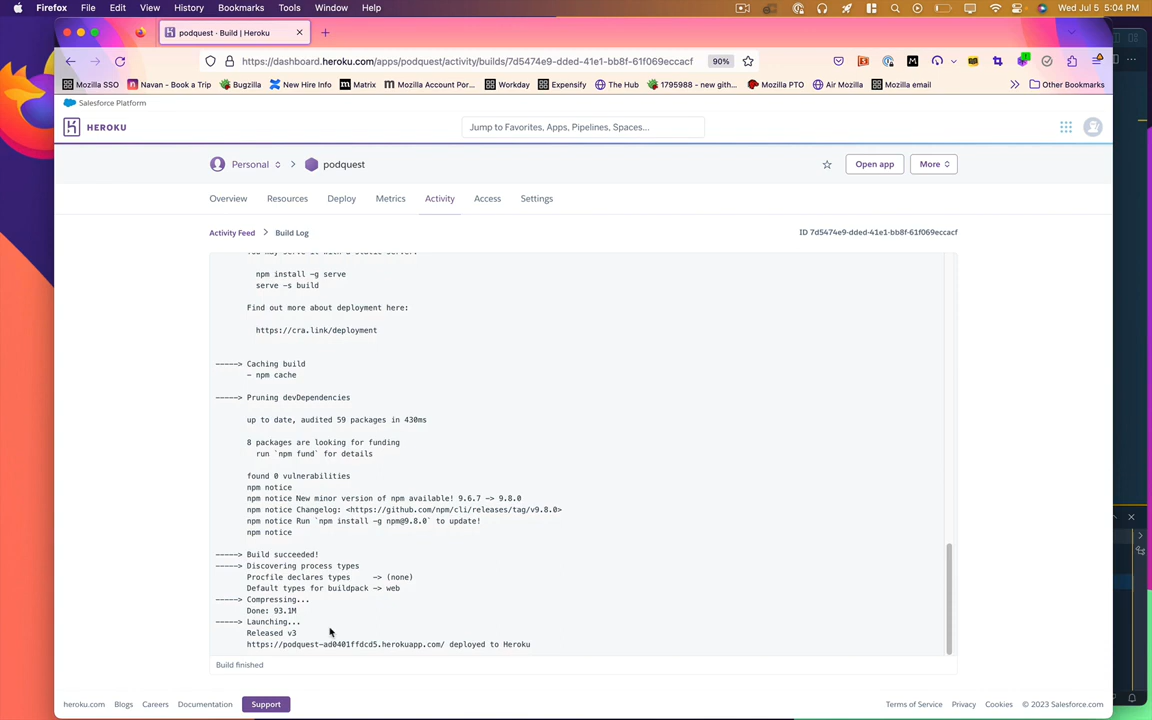 Firefox File Edit View History Bookmarks Tools Window Help Wed Jul 5 5:04 PM
podquest · Build | Heroku
https://dashboard.heroku.com/apps/podquest/activity/builds/7d5474e9-dded-41e1-bb8f-61f069eccacf 90%
Mozilla SSO Navan - Book a Trip Bugzilla New Hire Info Matrix Mozilla Account Por... Workday Expensify The Hub 1795988 - new gith... Mozilla PTO Air Mozilla Mozilla email Other Bookmarks
Salesforce Platform
HEROKU Jump to Favorites, Apps, Pipelines, Spaces...
Personal podquest Open app More
Overview Resources Deploy Metrics Activity Access Settings
Activity Feed Build Log ID 7d5474e9-dded-41e1-bb8f-61f069eccacf
You may serve it with a static server:
npm install -g serve
serve -s build
Find out more about deployment here:
https://cra.link/deployment
-----> Caching build
- npm cache
-----> Pruning devDependencies
up to date, audited 59 packages in 430ms
8 packages are looking for funding
run `npm fund` for details
found 0 vulnerabilities
npm notice
npm notice New minor version of npm available! 9.6.7 -> 9.8.0
npm notice Changelog: <https://github.com/npm/cli/releases/tag/v9.8.0>
npm notice Run `npm install -g npm@9.8.0` to update!
npm notice
-----> Build succeeded!
-----> Discovering process types
Procfile declares types -> (none)
Default types for buildpack -> web
-----> Compressing...
Done: 93.1M
-----> Launching...
Released v3
https://podquest-ad0401ffdcd5.herokuapp.com/ deployed to Heroku
Build finished
heroku.com Blogs Careers Documentation Support Terms of Service Privacy Cookies © 2023 Salesforce.com